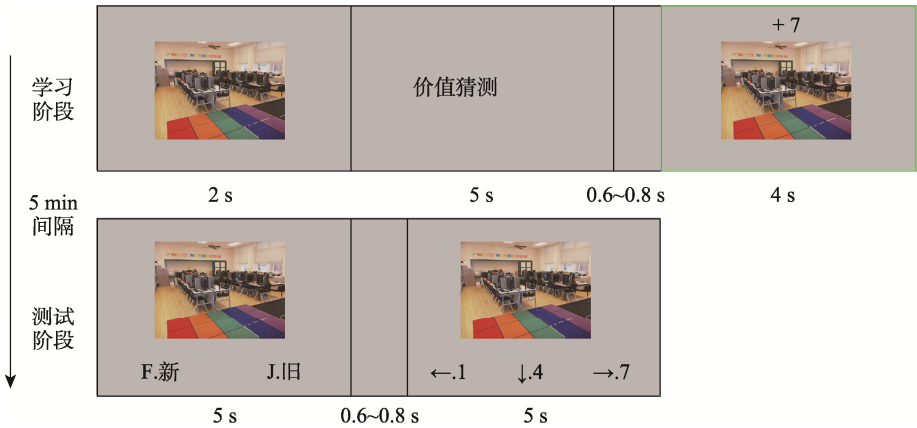 + 7
学习
阶段
价值猜测
2 s
5 s
0.6~0.8 s
4 s
5 min
间隔
测试
阶段
F.新
J.旧
←.1
↓.4
→.7
5 s
0.6~0.8 s
5 s